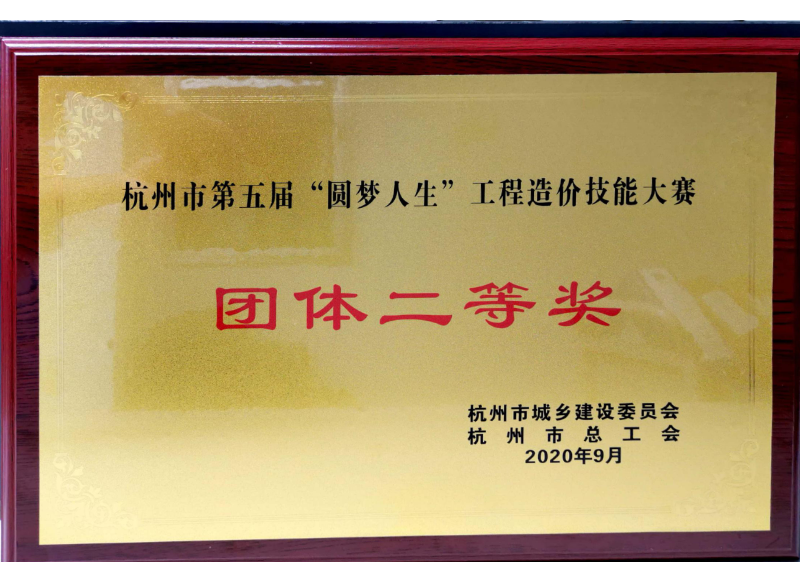 杭州市第五届“圆梦人生”工程造价技能大赛
团体二等奖
杭州市城乡建设委员会
杭州市总工会
2020年9月